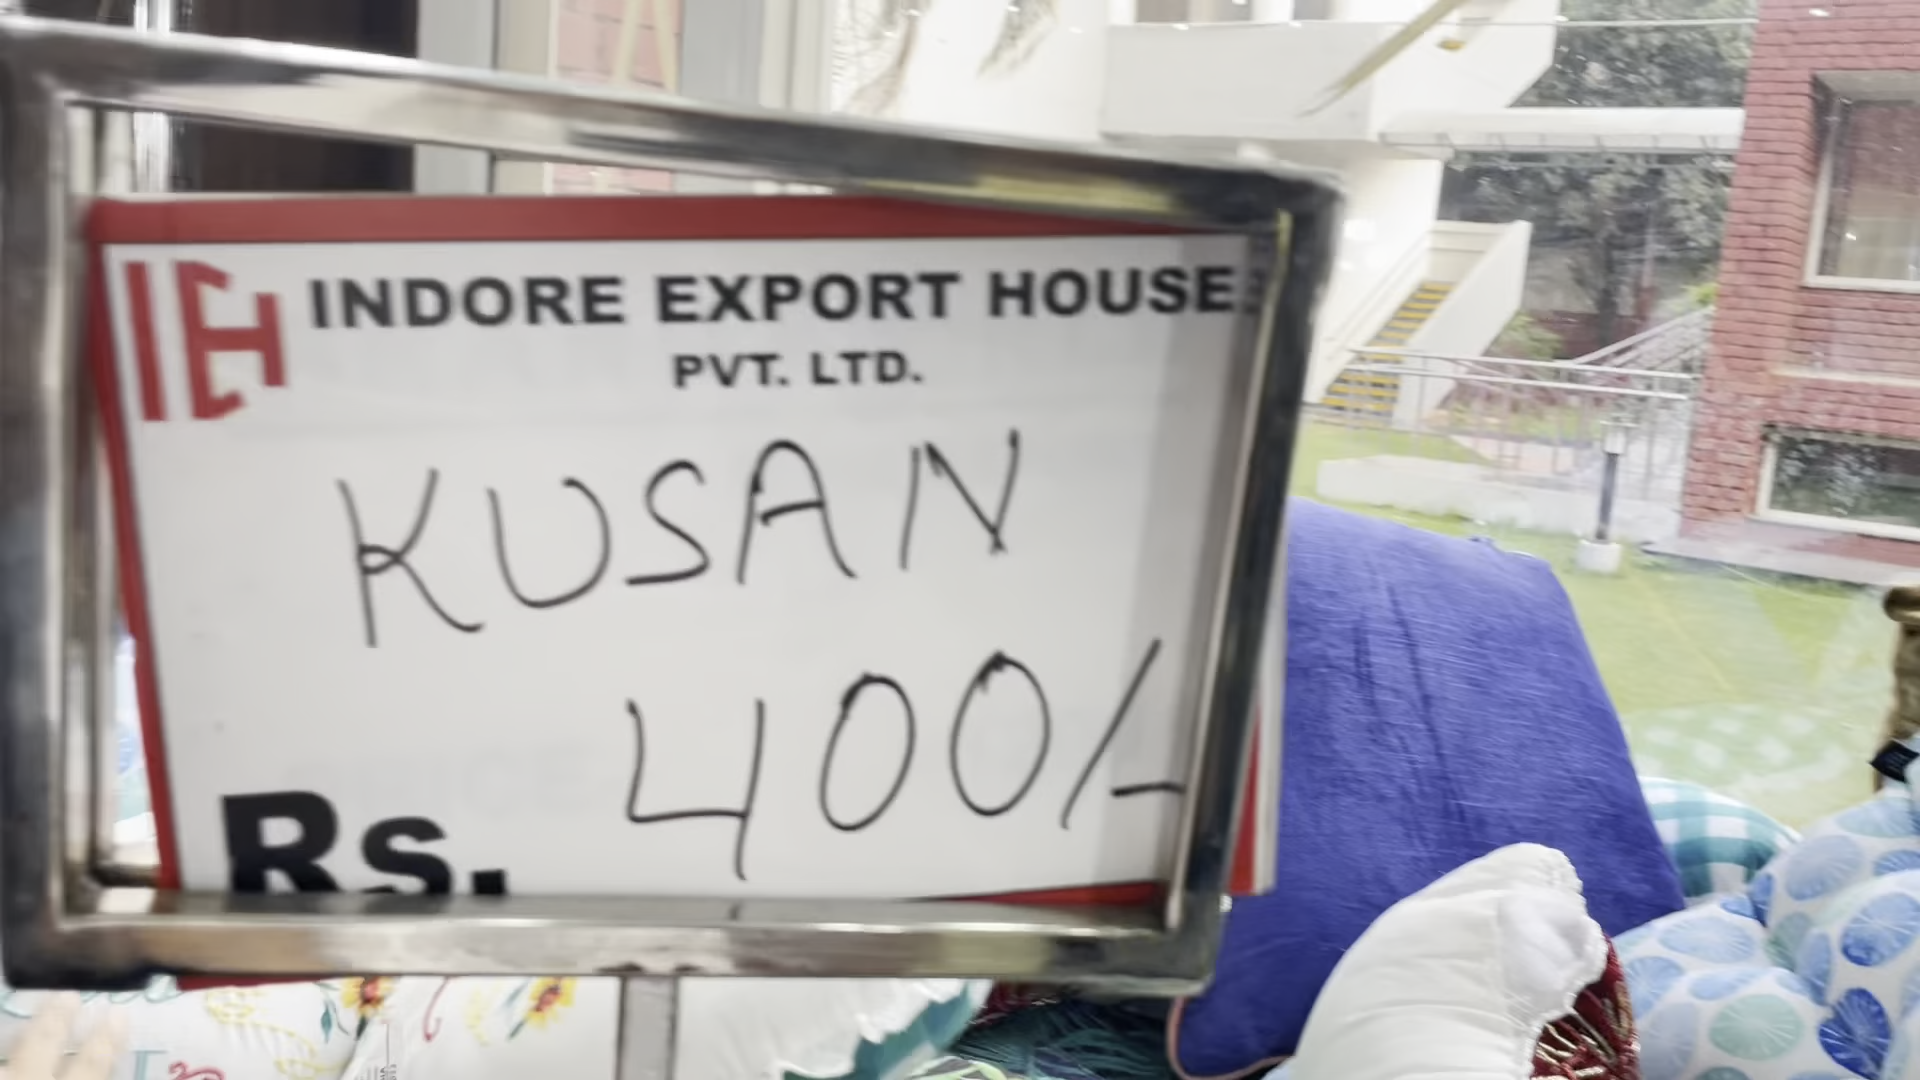 IEH INDORE EXPORT HOUSE
PVT. LTD.
KUSAN
400/-
Rs.